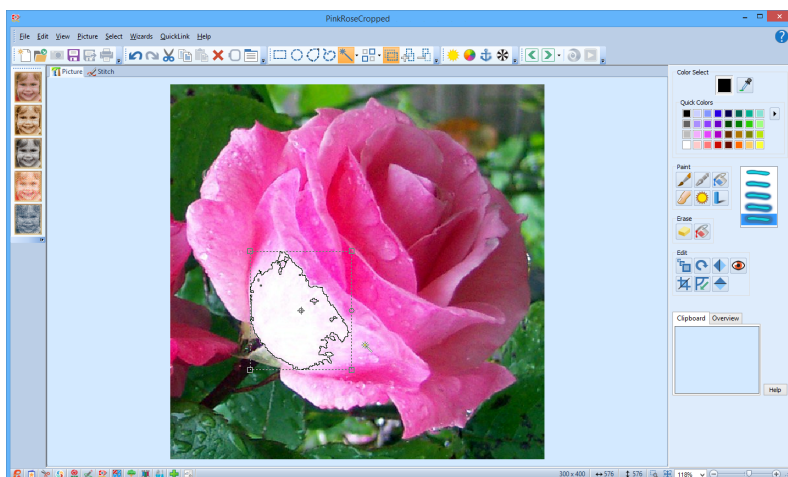 PinkRoseCropped
File Edit View Picture Select Wizards QuickLink Help
Picture Stitch
Color Select
Quick Colors
Paint
Erase
Edit
Clipboard Overview
Help
300 x 400 576 576 118%